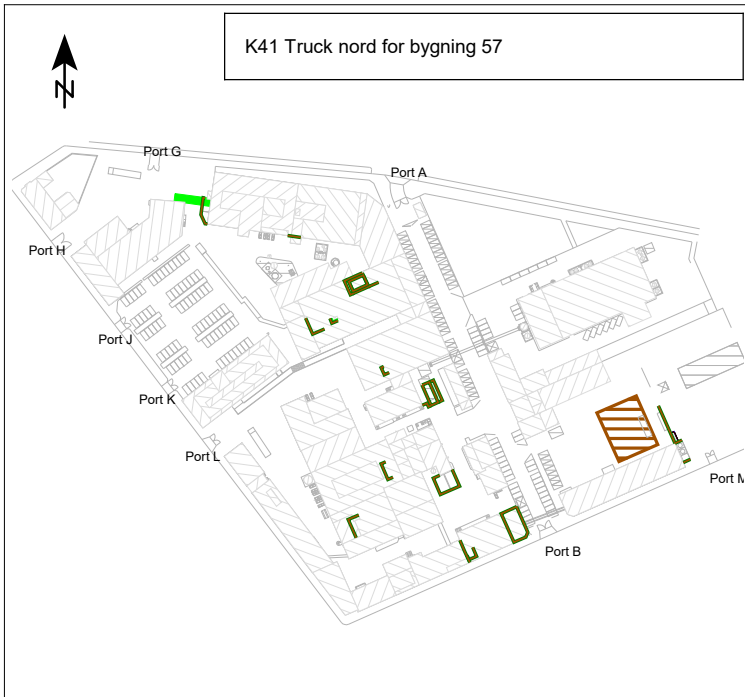 K41 Truck nord for bygning 57
N
Port G
Port A
Port H
Port J
Port K
Port L
Port M
Port B